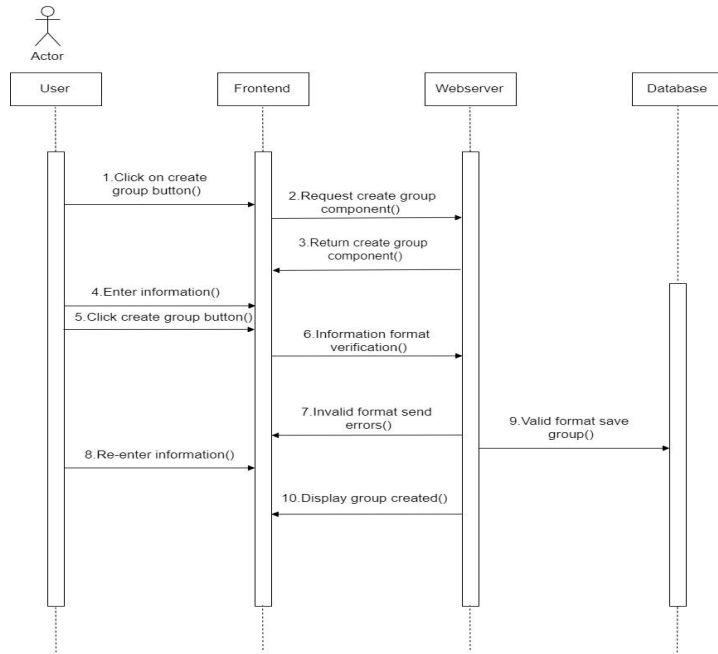 Actor
User
Frontend
Webserver
Database
1.Click on create
group button()
2.Request create group
component()
3.Return create group
component()
4.Enter information()
5.Click create group button()
6.Information format
verification()
7.Invalid format send
errors()
9.Valid format save
group()
8.Re-enter information()
10.Display group created()